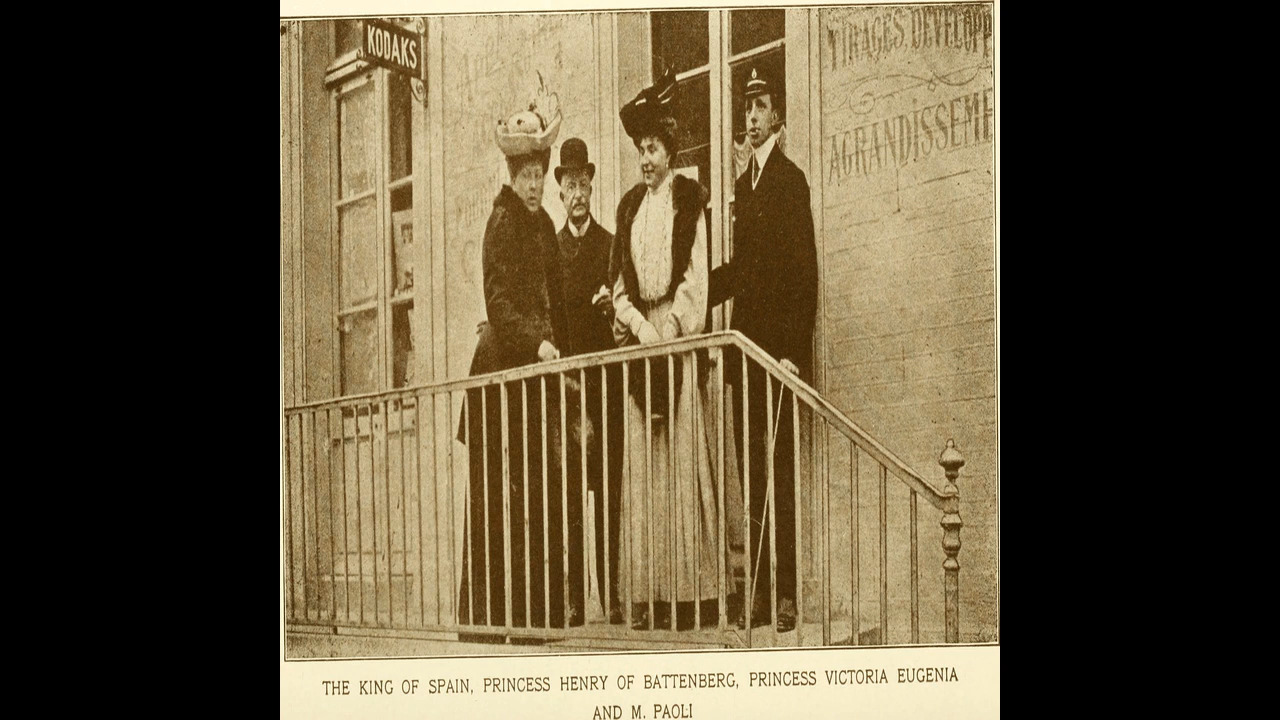 KODAKS
TIRAGES, DEVELOPP
AGRANDISSEME
THE KING OF SPAIN, PRINCESS HENRY OF BATTENBERG, PRINCESS VICTORIA EUGENIA
AND M. PAOLI